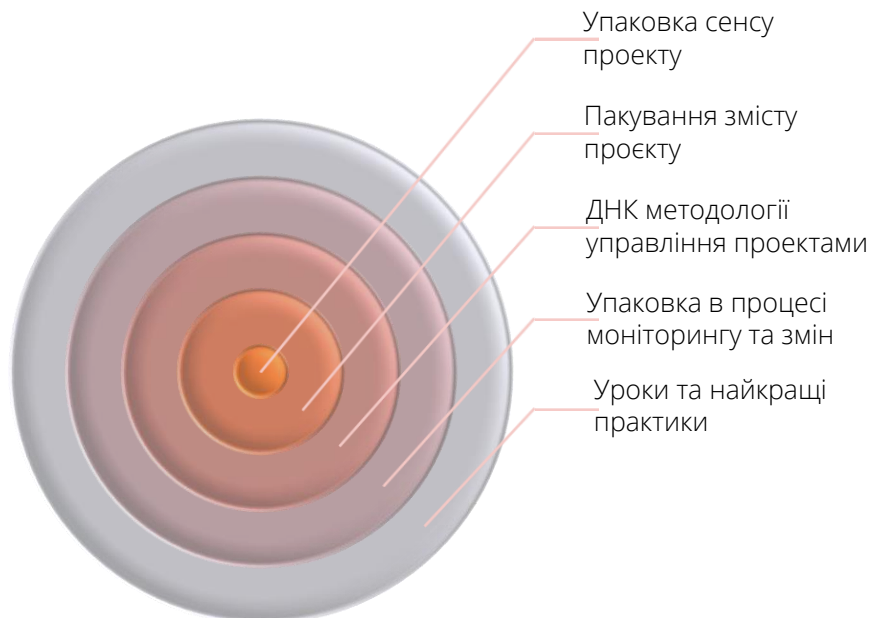 Упаковка сенсу
проекту
Пакування змісту
проєкту
ДНК методології
управління проектами
Упаковка в процесі
моніторингу та змін
Уроки та найкращі
практики